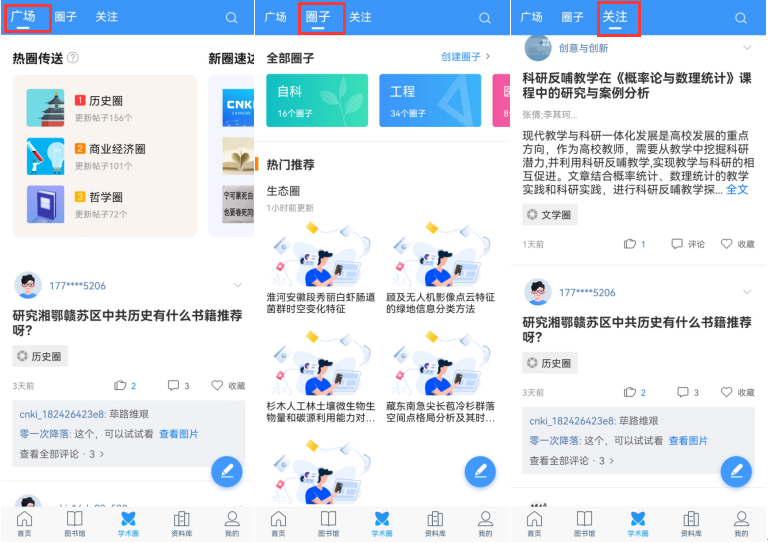 广场 圈子 关注
热圈传送 ? 新圈速达
1 历史圈
更新帖子156个
CNKI
2 商业经济圈
更新帖子101个
3 哲学圈
更新帖子72个
宁可累死自
也要卷死同
177****5206
研究湘鄂赣苏区中共历史有什么书籍推荐
呀?
历史圈
3天前 2 3 收藏
cnki_182426423e8: 荜路维艰
零一次降落: 这个，可以试试看 查看图片
查看全部评论 · 3 >
首页 图书馆 学术圈 资料库 我的
广场 圈子 关注
全部圈子 创建圈子 >
自科
16个圈子
工程
34个圈子
热门推荐
生态圈
1小时前更新
淮河安徽段秀丽白虾肠道
菌群时空变化特征
顾及无人机影像点云特征
的绿地信息分类方法
杉木人工林土壤微生物生
物量和碳源利用能力对...
藏东南急尖长苞冷杉群落
空间点格局分析及其时...
首页 图书馆 学术圈 资料库 我的
广场 圈子 关注
创意与创新
科研反哺教学在《概率论与数理统计》课
程中的研究与案例分析
张倩;李其珂...
现代教学与科研一体化发展是高校发展的重点
方向，作为高校教师，需要从教学中挖掘科研
潜力,并利用科研反哺教学,实现教学与科研的相
互促进。文章结合概率统计、数理统计的教学
实践和科研实践，进行科研反哺教学探... 全文
文学圈
1天前 1 评论 收藏
177****5206
研究湘鄂赣苏区中共历史有什么书籍推荐
呀?
历史圈
3天前 2 3 收藏
cnki_182426423e8: 荜路维艰
零一次降落: 这个，可以试试看 查看图片
查看全部评论 · 3 >
首页 图书馆 学术圈 资料库 我的